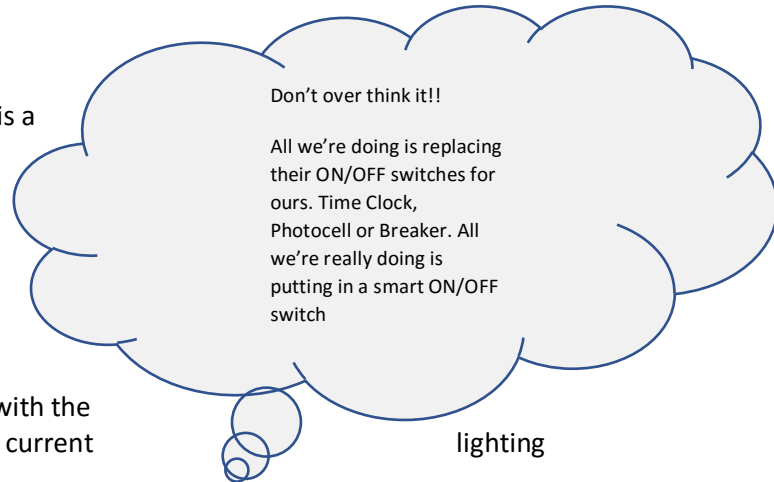 is a
Don't over think it!!
All we're doing is replacing
their ON/OFF switches for
ours. Time Clock,
Photocell or Breaker. All
we're really doing is
putting in a smart ON/OFF
switch
with the
current lighting